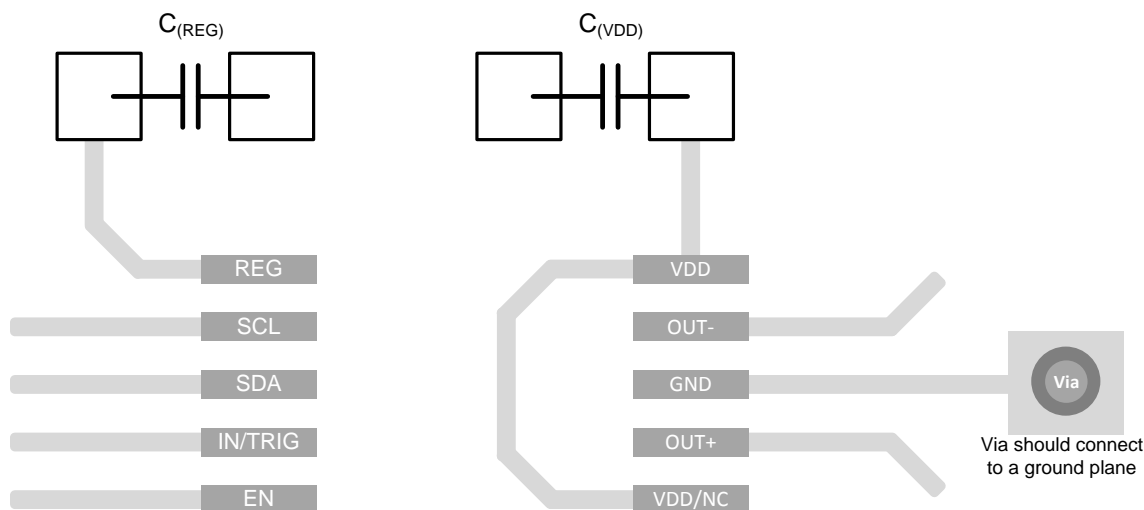 C(REG)
C(VDD)
REG
VDD
SCL
OUT-
SDA
GND
Via
IN/TRIG
OUT+
Via should connect
to a ground plane
EN
VDD/NC